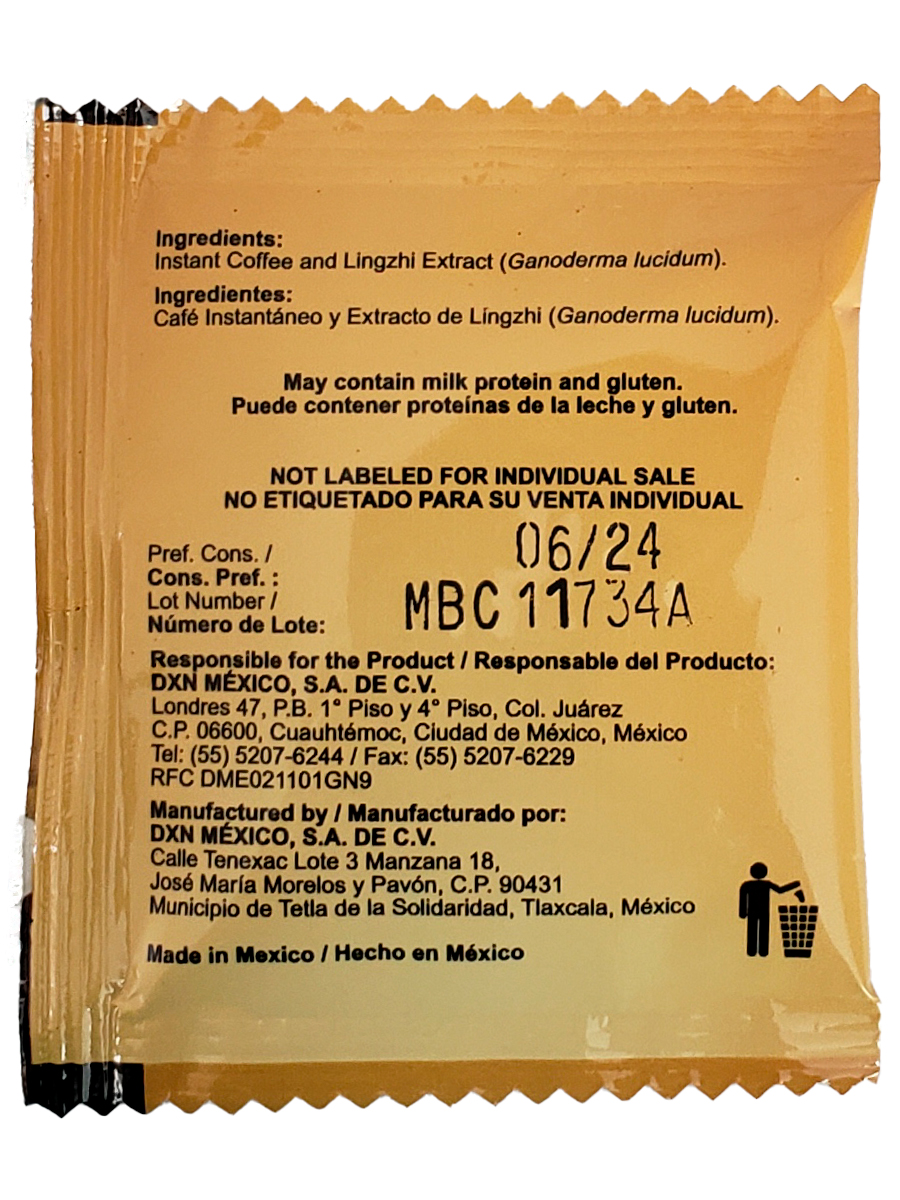 Ingredients:
Instant Coffee and Lingzhi Extract (Ganoderma lucidum).
Ingredientes:
Café Instantáneo y Extracto de Lingzhi (Ganoderma lucidum).
May contain milk protein and gluten.
Puede contener proteínas de la leche y gluten.
NOT LABELED FOR INDIVIDUAL SALE
NO ETIQUETADO PARA SU VENTA INDIVIDUAL
Pref. Cons. /
Cons. Pref. : 06/24
Lot Number /
Número de Lote: MBC 11734A
Responsible for the Product / Responsable del Producto:
DXN MÉXICO, S.A. DE C.V.
Londres 47, P.B. 1° Piso y 4° Piso, Col. Juárez
C.P. 06600, Cuauhtémoc, Ciudad de México, México
Tel: (55) 5207-6244 / Fax: (55) 5207-6229
RFC DME021101GN9
Manufactured by / Manufacturado por:
DXN MÉXICO, S.A. DE C.V.
Calle Tenexac Lote 3 Manzana 18,
José María Morelos y Pavón, C.P. 90431
Municipio de Tetla de la Solidaridad, Tlaxcala, México
Made in Mexico / Hecho en México